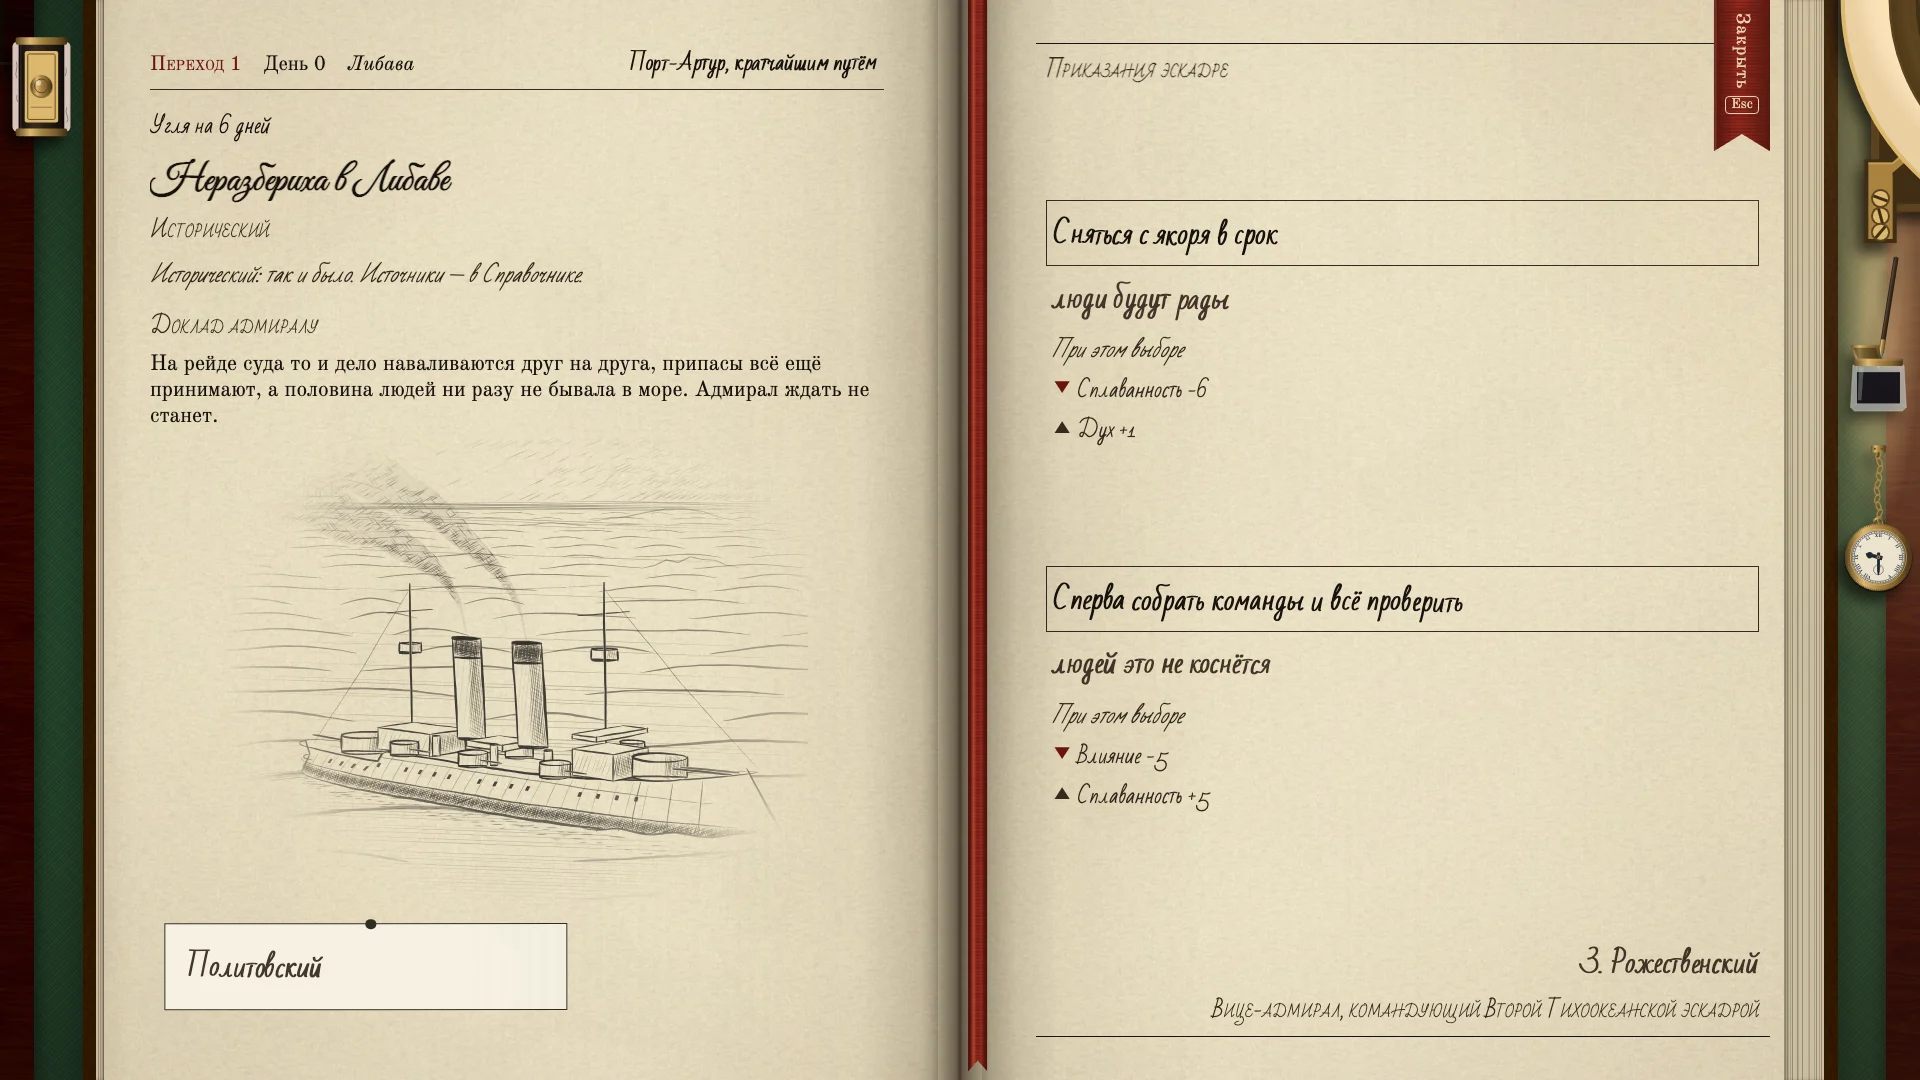 Переход 1 День 0 Либава Порт-Артур, кратчайшим путём
Угля на 6 дней
Неразбериха в Либаве
Исторический
Исторический: так и было. Источники — в Справочнике.
Доклад адмиралу
На рейде суда то и дело наваливаются друг на друга, припасы всё ещё
принимают, а половина людей ни разу не бывала в море. Адмирал ждать не
станет.
Политовский
Приказания эскадре
Закрыть
Esc
Сняться с якоря в срок
люди будут рады
При этом выборе
▼ Сплаванность -6
▲ Дух +1
Сперва собрать команды и всё проверить
людей это не коснётся
При этом выборе
▼ Влияние -5
▲ Сплаванность +5
З. Рожественский
Вице-адмирал, командующий Второй Тихоокеанской эскадрой